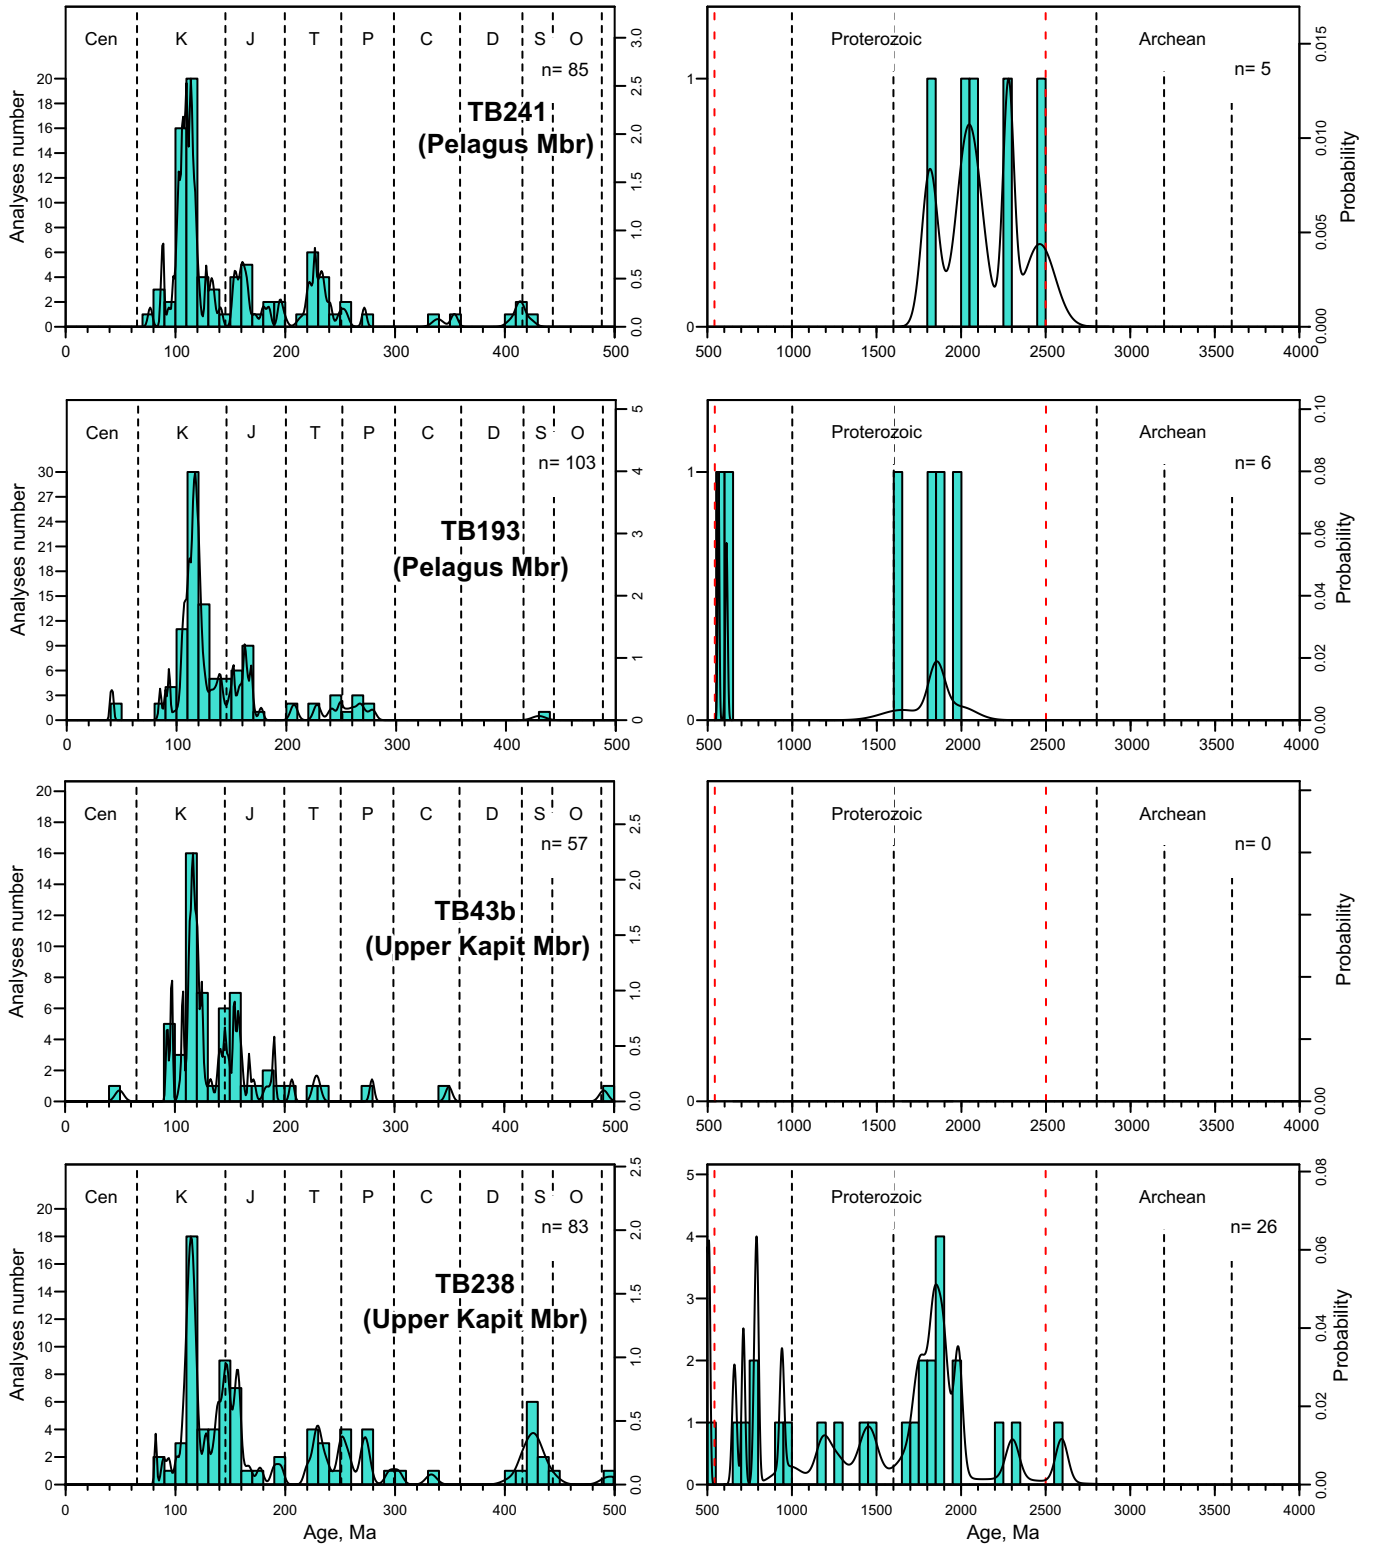 Cen K J T P C D S O
n= 85
TB241
(Pelagus Mbr)
Analyses number
20
18
16
14
12
10
8
6
4
2
0
3.0
2.5
2.0
1.5
1.0
0.5
0.0
0 100 200 300 400 500
Proterozoic Archean
n= 5
1
0
0.015
0.010
0.005
0.000
Probability
500 1000 1500 2000 2500 3000 3500 4000
Cen K J T P C D S O
n= 103
TB193
(Pelagus Mbr)
Analyses number
30
27
24
21
18
15
12
9
6
3
0
5
4
3
2
1
0
0 100 200 300 400 500
Proterozoic Archean
n= 6
1
0
0.10
0.08
0.06
0.04
0.02
0.00
Probability
500 1000 1500 2000 2500 3000 3500 4000
Cen K J T P C D S O
n= 57
TB43b
(Upper Kapit Mbr)
Analyses number
20
18
16
14
12
10
8
6
4
2
0
2.5
2.0
1.5
1.0
0.5
0.0
0 100 200 300 400 500
Proterozoic Archean
n= 0
0
0.00
Probability
500 1000 1500 2000 2500 3000 3500 4000
Cen K J T P C D S O
n= 83
TB238
(Upper Kapit Mbr)
Analyses number
20
18
16
14
12
10
8
6
4
2
0
2.5
2.0
1.5
1.0
0.5
0.0
0 100 200 300 400 500
Age, Ma
Proterozoic Archean
n= 26
5
4
3
2
1
0
0.08
0.06
0.04
0.02
0.00
Probability
500 1000 1500 2000 2500 3000 3500 4000
Age, Ma